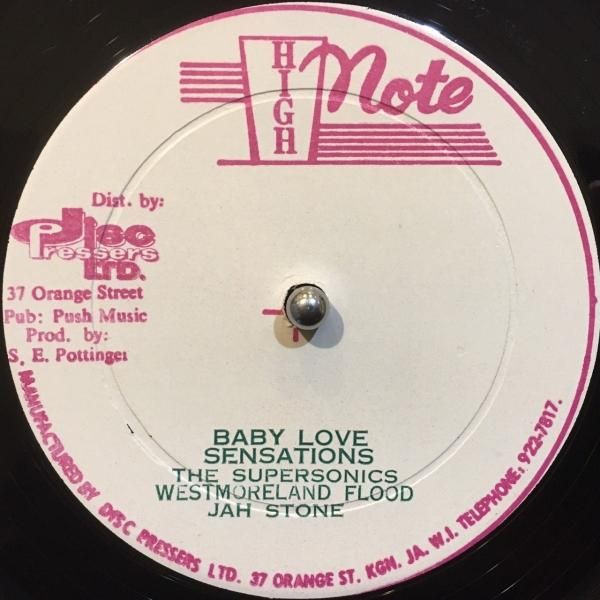 HIGH Note
Dist. by:
Disc
Pressers
LTD.
37 Orange Street
Pub: Push Music
Prod. by:
S. E. Pottinger
BABY LOVE
SENSATIONS
THE SUPERSONICS
WESTMORELAND FLOOD
JAH STONE
MANUFACTURED BY DISC PRESSERS LTD. 37 ORANGE ST. KGN. JA. W.I. TELEPHONE: 922-7817.